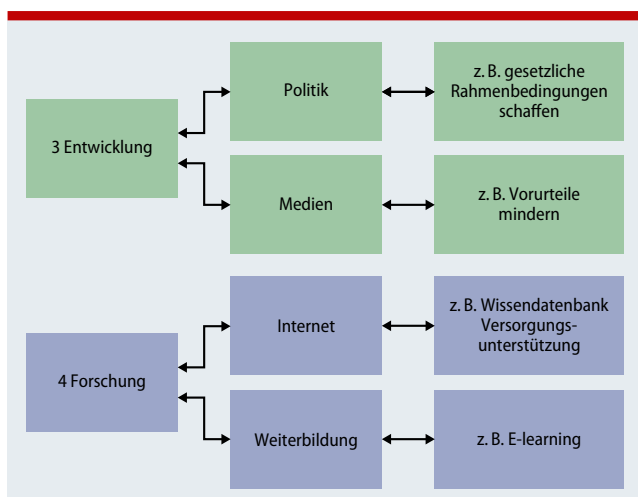 3 Entwicklung
Politik
z. B. gesetzliche
Rahmenbedingungen
schaffen
Medien
z. B. Vorurteile
mindern
4 Forschung
Internet
z. B. Wissendatenbank
Versorgungs-
unterstützung
Weiterbildung
z. B. E-learning